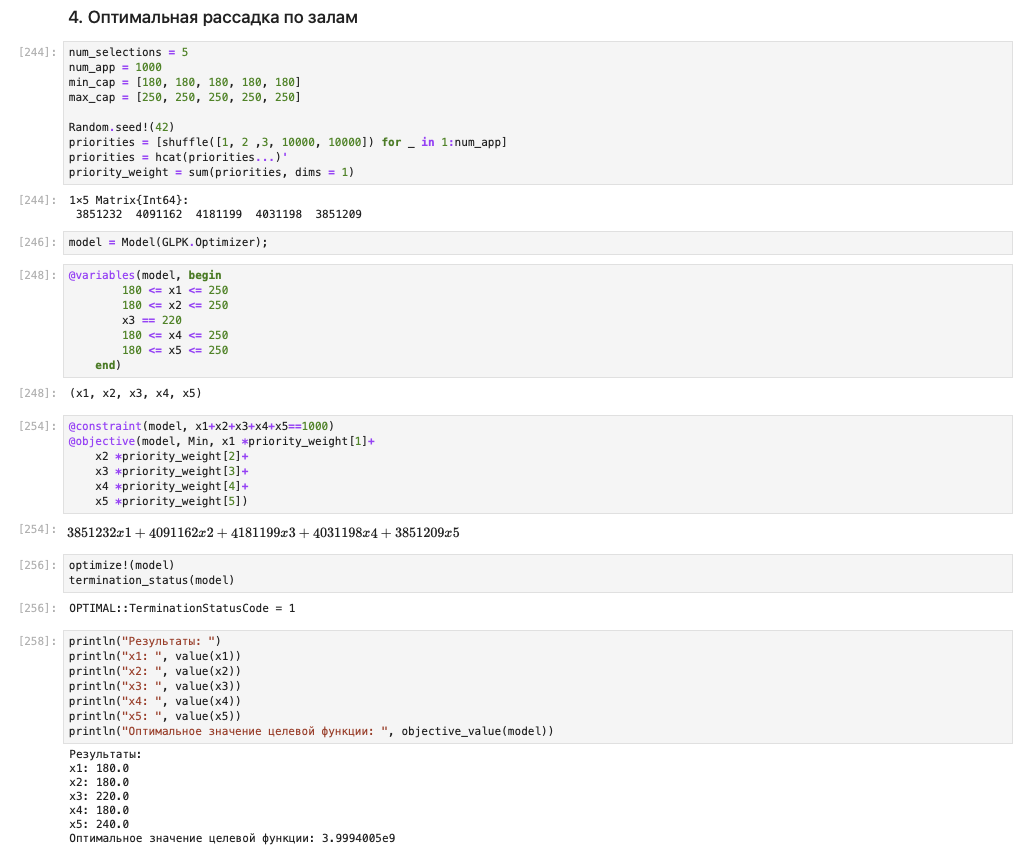 4. Оптимальная рассадка по залам
[244]: num_selections = 5
num_app = 1000
min_cap = [180, 180, 180, 180, 180]
max_cap = [250, 250, 250, 250, 250]
Random.seed!(42)
priorities = [shuffle([1, 2 ,3, 10000, 10000]) for _ in 1:num_app]
priorities = hcat(priorities...)'
priority_weight = sum(priorities, dims = 1)
[244]: 1×5 Matrix{Int64}:
3851232 4091162 4181199 4031198 3851209
[246]: model = Model(GLPK.Optimizer);
[248]: @variables(model, begin
180 <= x1 <= 250
180 <= x2 <= 250
x3 == 220
180 <= x4 <= 250
180 <= x5 <= 250
end)
[248]: (x1, x2, x3, x4, x5)
[254]: @constraint(model, x1+x2+x3+x4+x5==1000)
@objective(model, Min, x1 *priority_weight[1]+
x2 *priority_weight[2]+
x3 *priority_weight[3]+
x4 *priority_weight[4]+
x5 *priority_weight[5])
[254]: 3851232x1 + 4091162x2 + 4181199x3 + 4031198x4 + 3851209x5
[256]: optimize!(model)
termination_status(model)
[256]: OPTIMAL::TerminationStatusCode = 1
[258]: println("Результаты: ")
println("x1: ", value(x1))
println("x2: ", value(x2))
println("x3: ", value(x3))
println("x4: ", value(x4))
println("x5: ", value(x5))
println("Оптимальное значение целевой функции: ", objective_value(model))
Результаты:
x1: 180.0
x2: 180.0
x3: 220.0
x4: 180.0
x5: 240.0
Оптимальное значение целевой функции: 3.9994005e9